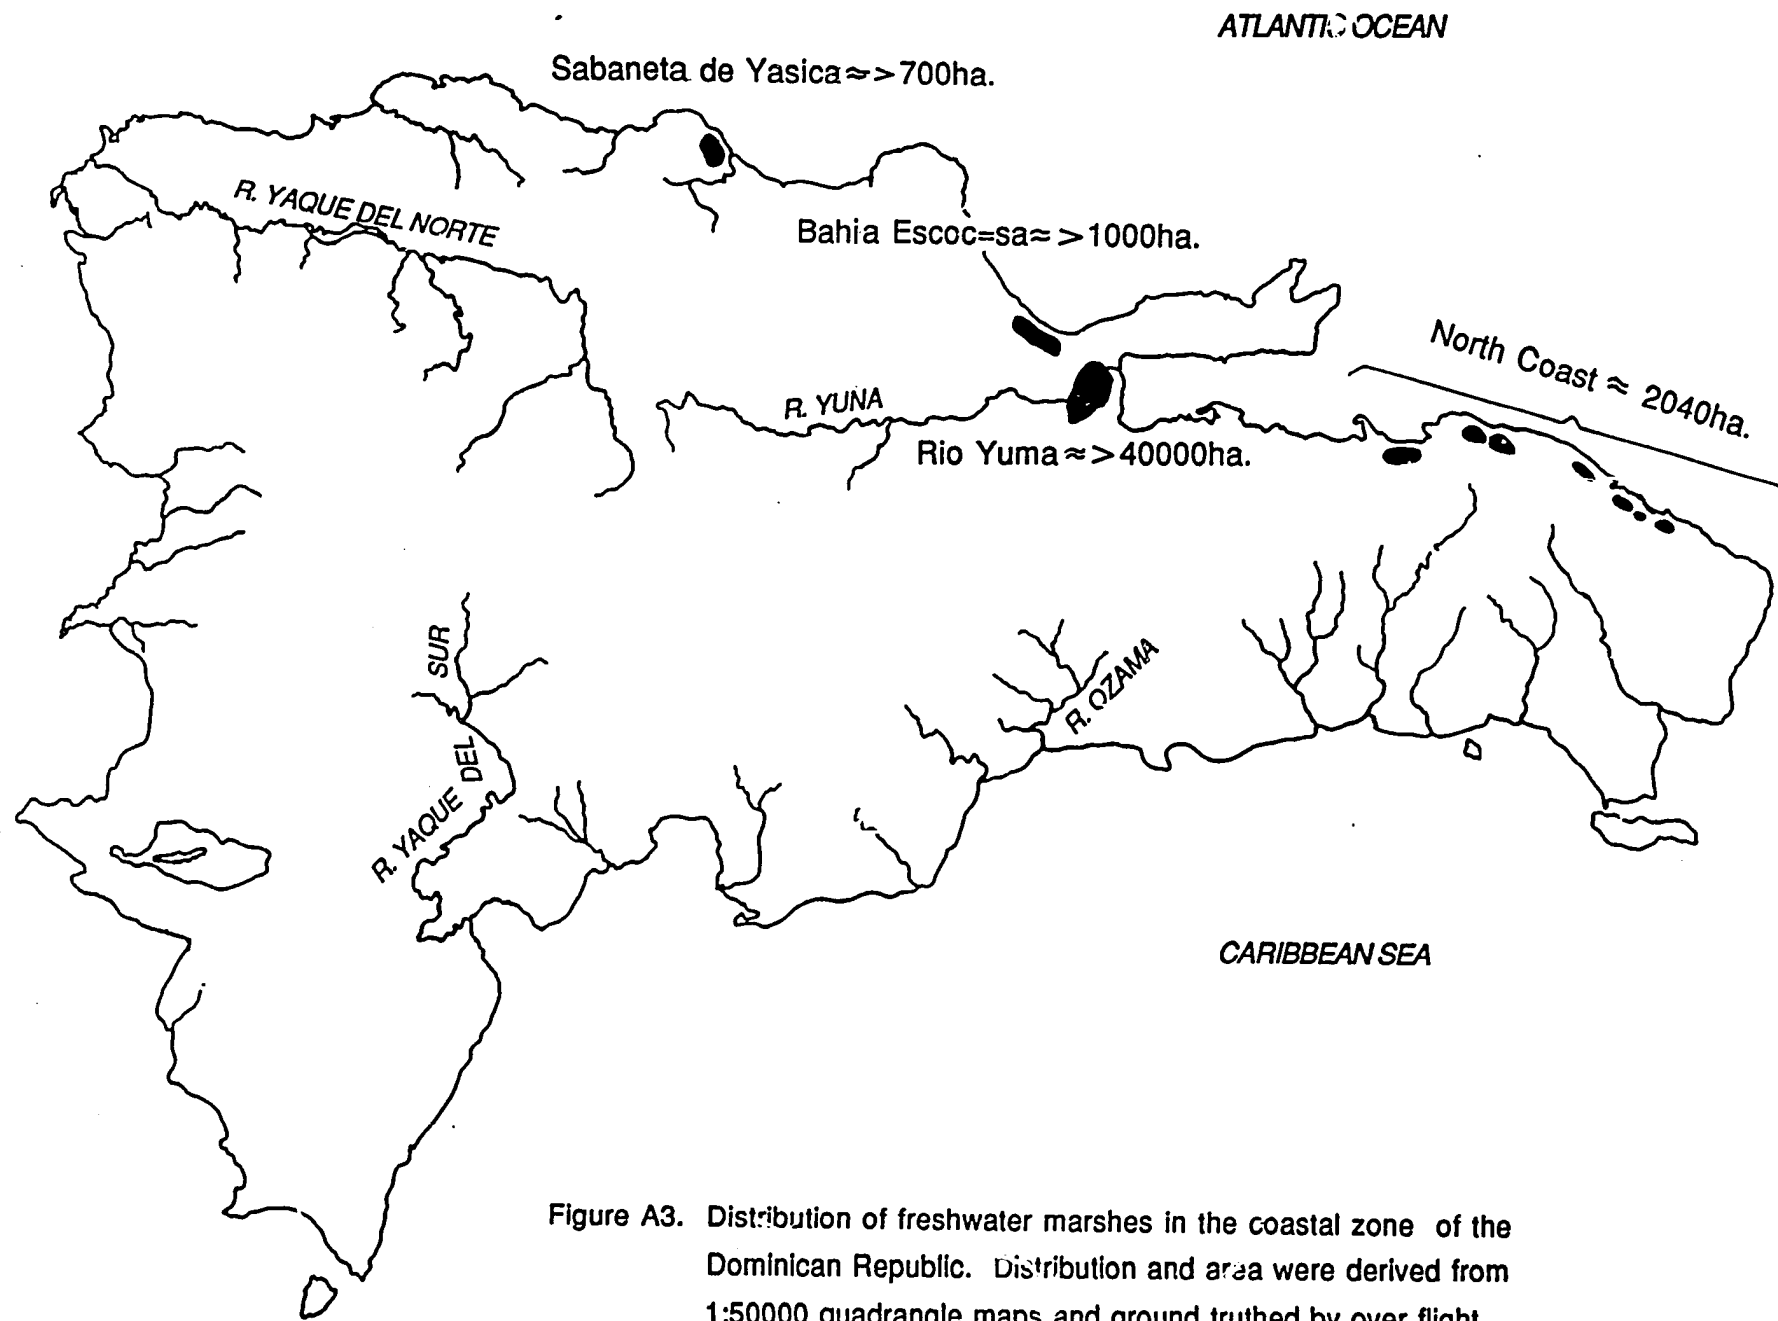 ATLANTIC OCEAN
Sabaneta de Yasica≈>700ha.
R. YAQUE DEL NORTE
Bahia Escoc=sa≈>1000ha.
North Coast ≈ 2040ha.
R. YUNA
Rio Yuma≈>40000ha.
R. YAQUE DEL SUR
R. OZAMA
CARIBBEAN SEA
Figure A3. Distribution of freshwater marshes in the coastal zone of the
Dominican Republic. Distribution and area were derived from
1:50000 quadrangle maps and ground truthed by over flight